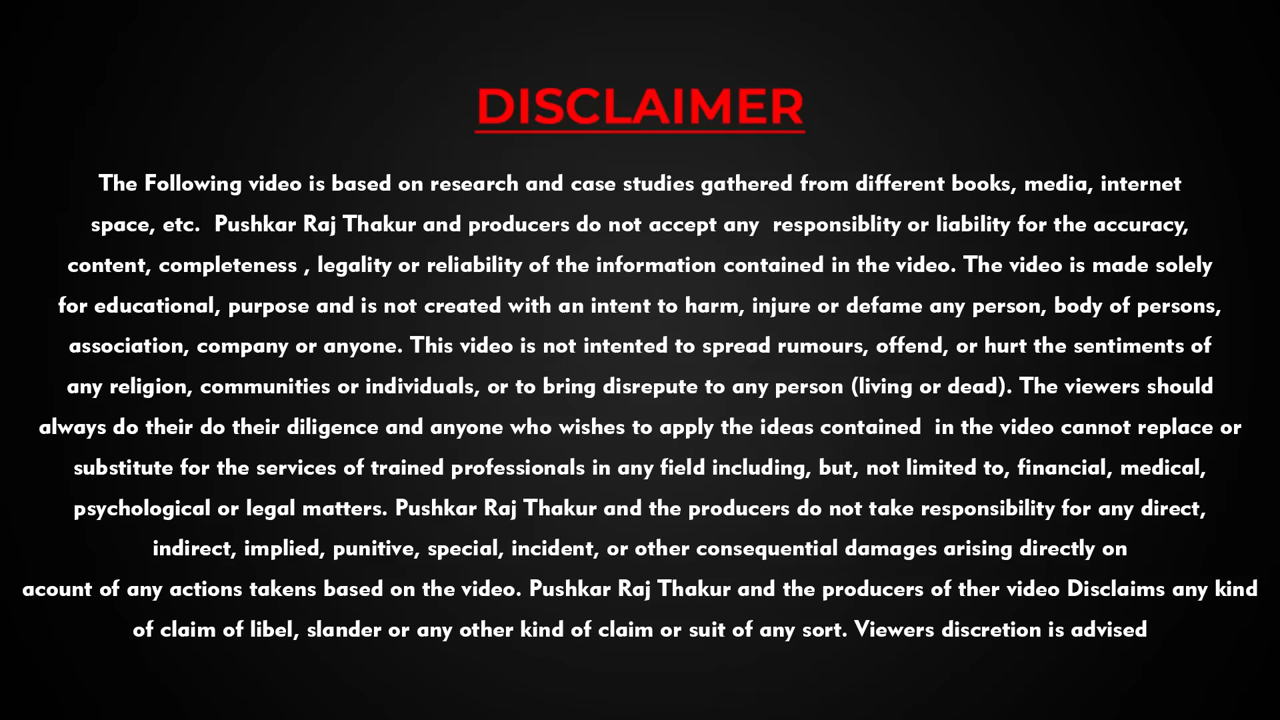 DISCLAIMER
The Following video is based on research and case studies gathered from different books, media, internet
space, etc.  Pushkar Raj Thakur and producers do not accept any  responsiblity or liability for the accuracy,
content, completeness , legality or reliability of the information contained in the video. The video is made solely
for educational, purpose and is not created with an intent to harm, injure or defame any person, body of persons,
association, company or anyone. This video is not intented to spread rumours, offend, or hurt the sentiments of
any religion, communities or individuals, or to bring disrepute to any person (living or dead). The viewers should
always do their do their diligence and anyone who wishes to apply the ideas contained  in the video cannot replace or
substitute for the services of trained professionals in any field including, but, not limited to, financial, medical,
psychological or legal matters. Pushkar Raj Thakur and the producers do not take responsibility for any direct,
indirect, implied, punitive, special, incident, or other consequential damages arising directly on
acount of any actions takens based on the video. Pushkar Raj Thakur and the producers of ther video Disclaims any kind
of claim of libel, slander or any other kind of claim or suit of any sort. Viewers discretion is advised